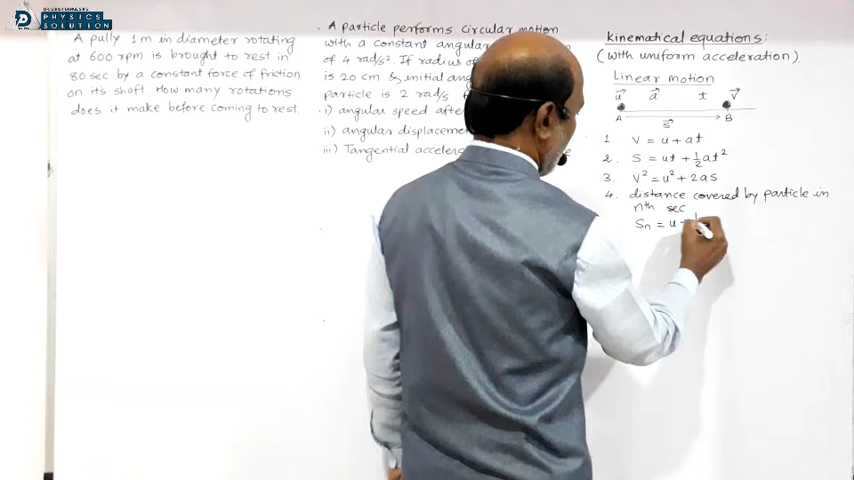 PHYSICS
SOLUTION
A pully 1m in diameter rotating
at 600 rpm is brought to rest in
80 sec by a constant force of friction
on it's shaft. How many rotations
does it make before coming to rest.
A particle performs circular motion
with a constant angular
of 4 rad/s². If radius of
is 20 cm & initial ang
particle is 2 rad/s.
i) angular speed afte
ii) angular displacemen
iii) Tangential acceler
kinematical equations:
(with uniform acceleration)
Linear motion
u⃗ a⃗ ± v⃗
A B
s⃗
1. V = u + at
2. S = ut + ½at²
3. V² = u² + 2as
4. distance covered by particle in
nth sec
Sn = u +